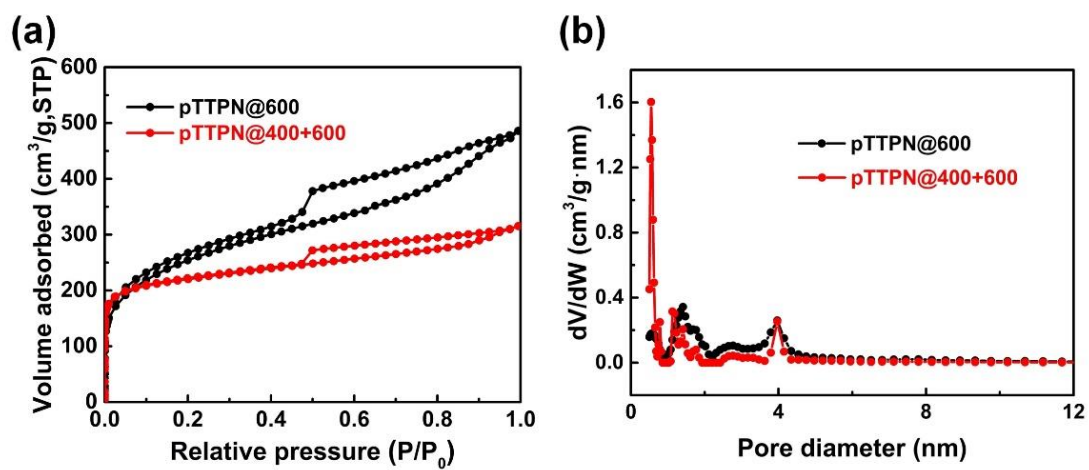 (a)
Volume adsorbed (cm³/g,STP)
600
500
400
300
200
100
0
pTTPN@600
pTTPN@400+600
0.0
0.2
0.4
0.6
0.8
1.0
Relative pressure (P/P₀)
(b)
dV/dW (cm³/g·nm)
1.6
1.2
0.8
0.4
0.0
pTTPN@600
pTTPN@400+600
0
4
8
12
Pore diameter (nm)